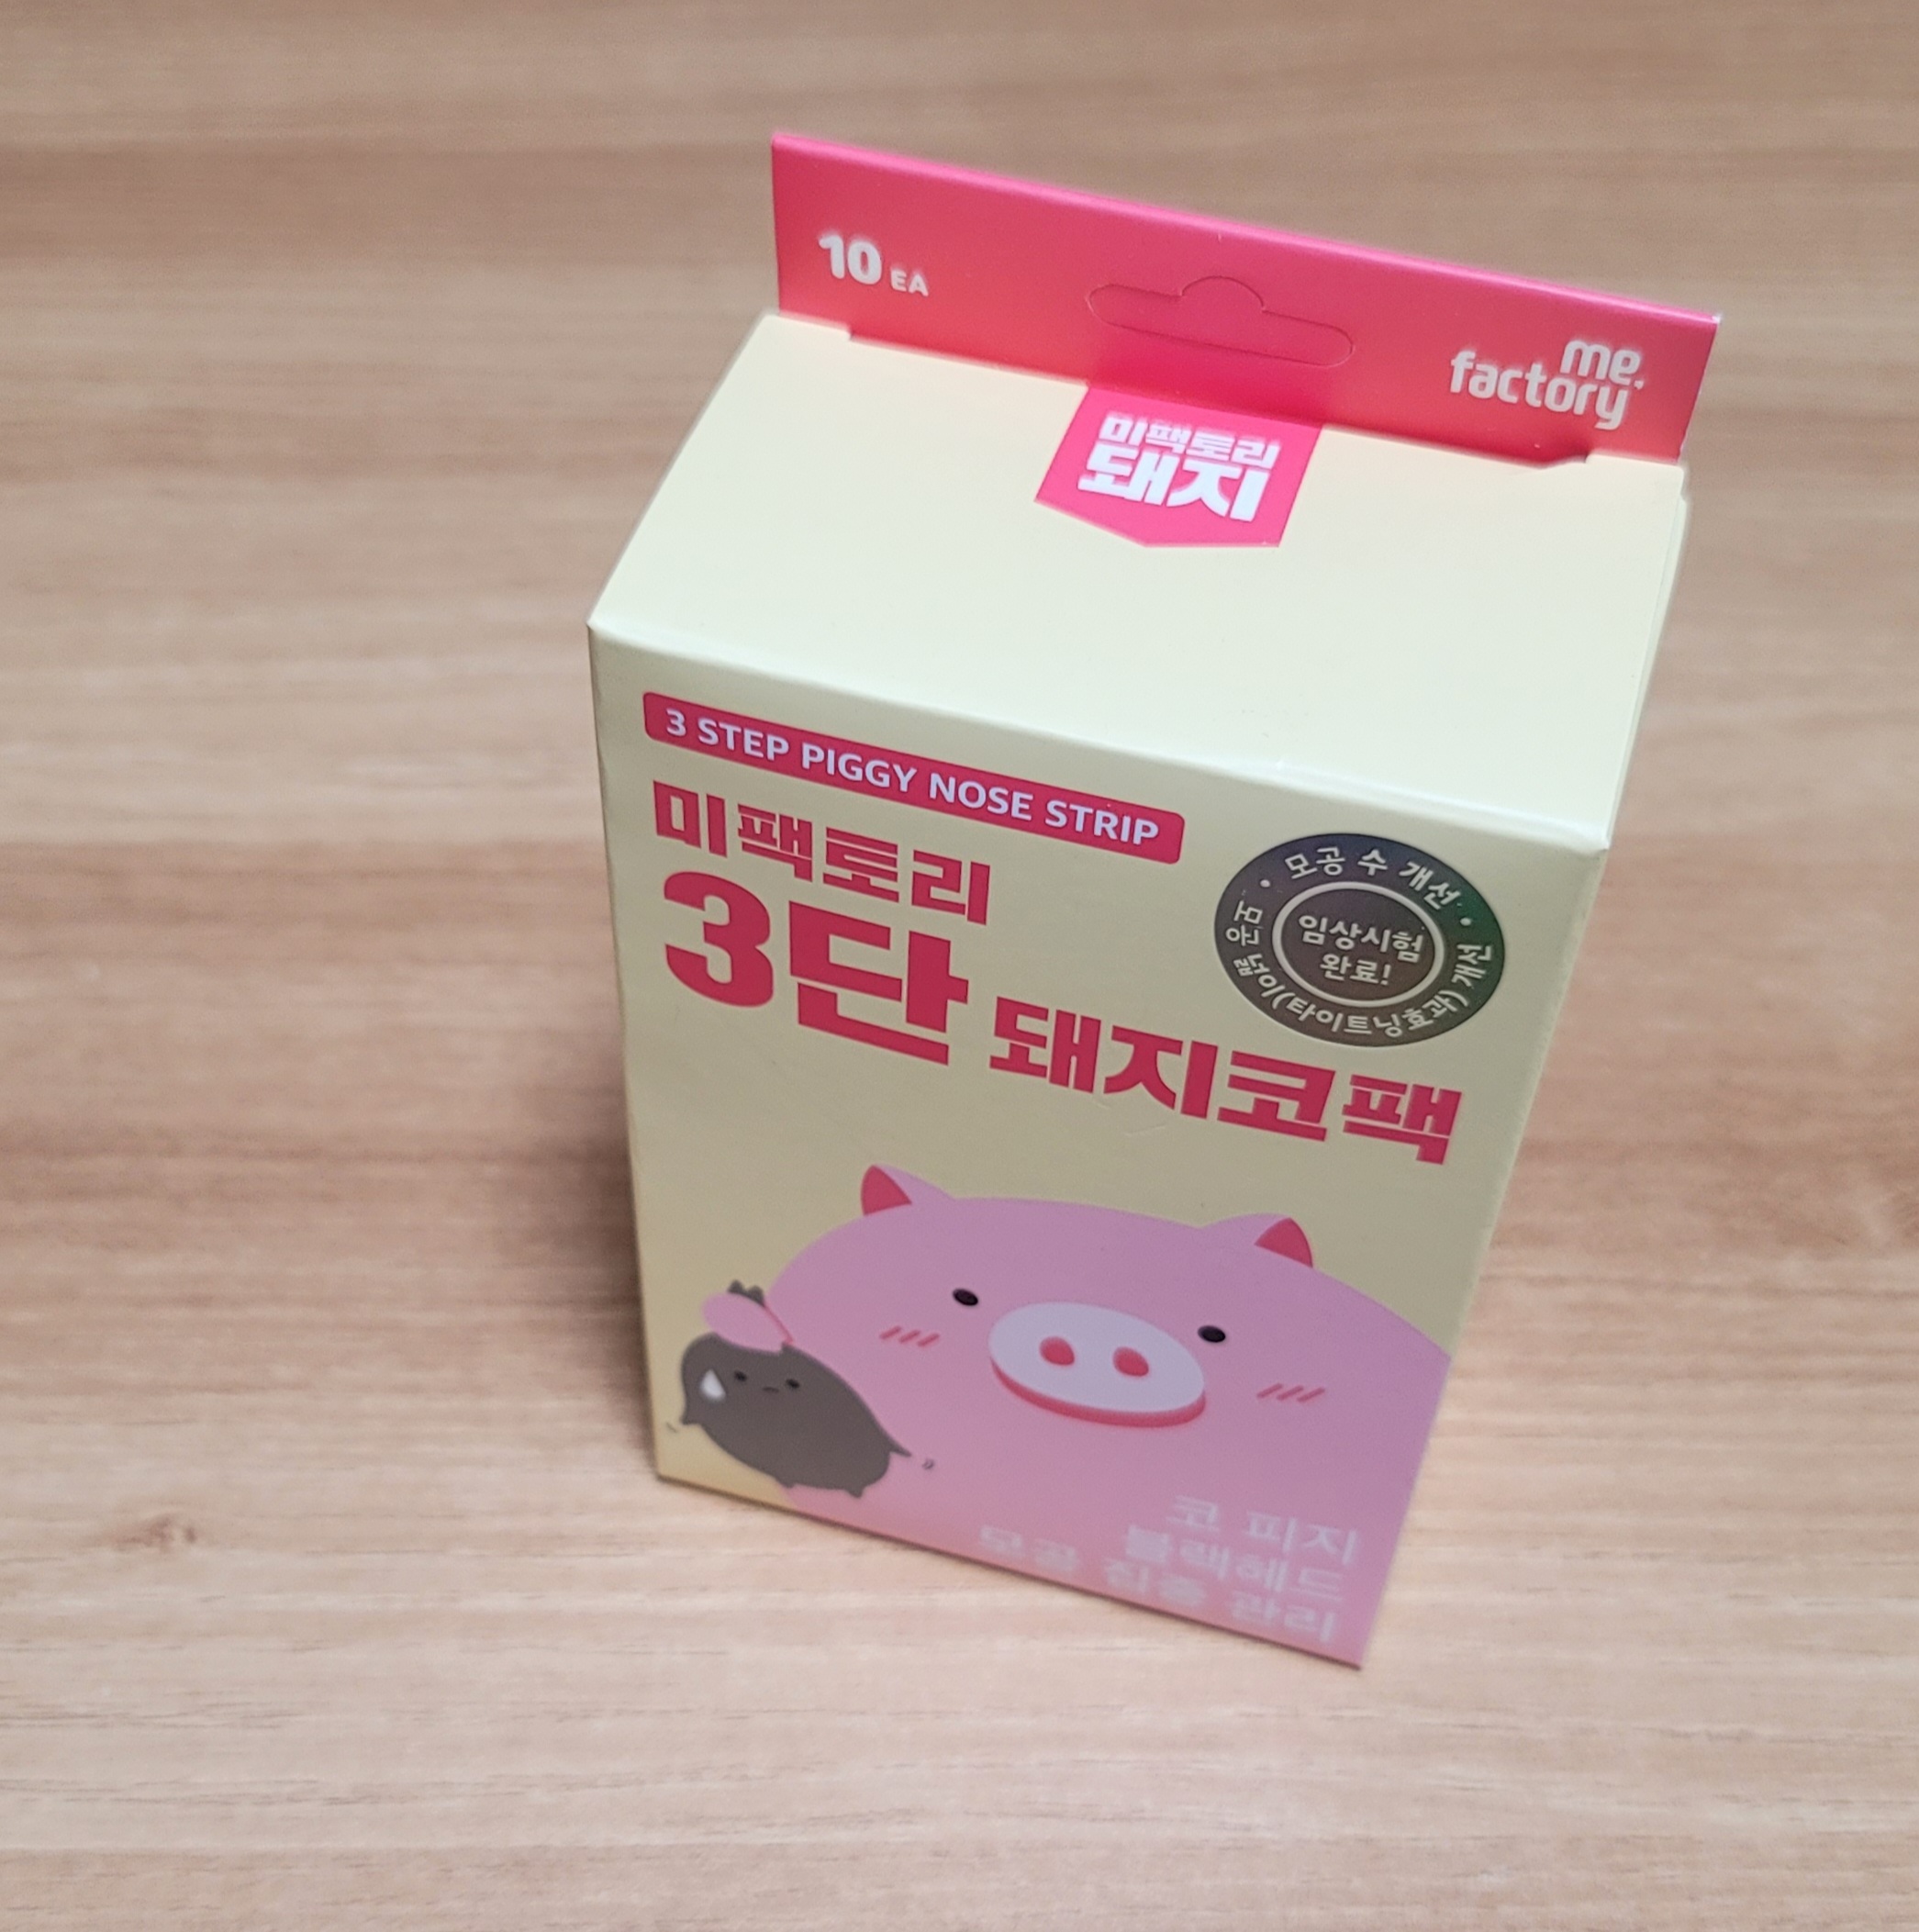 10 EA
me.
factory
미팩토리
돼지
3 STEP PIGGY NOSE STRIP
미팩토리
3단 돼지코팩
모공 수 개선
모공 넓이(타이트닝효과) 개선
임상시험
완료!
코 피지
블랙헤드
모공 집중 관리